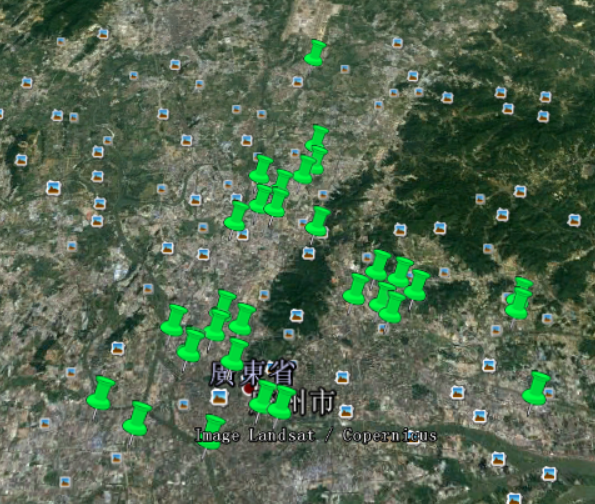 廣東省
州市
Image Landsat / Copernicus